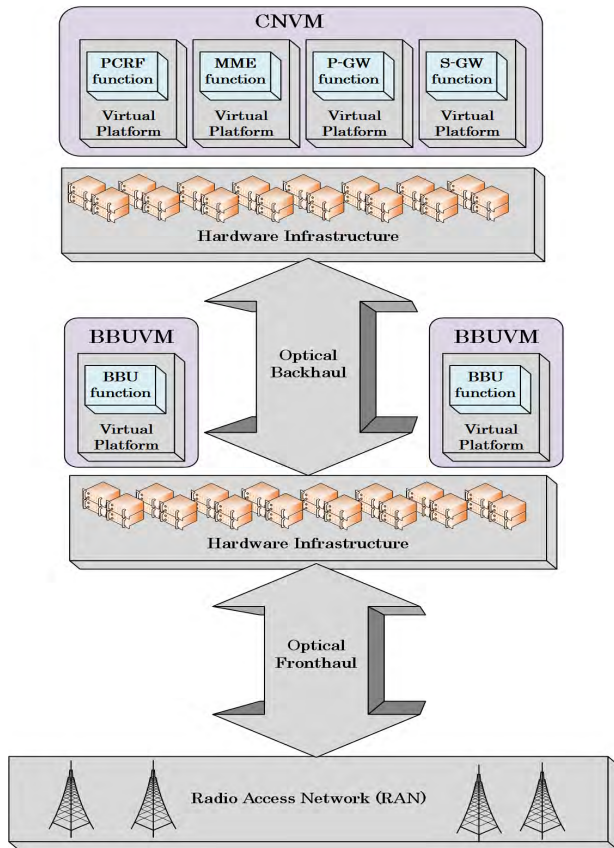 CNVM
PCRF
function
Virtual
Platform
MME
function
Virtual
Platform
P-GW
function
Virtual
Platform
S-GW
function
Virtual
Platform
Hardware Infrastructure
BBUVM
BBU
function
Virtual
Platform
Optical
Backhaul
BBUVM
BBU
function
Virtual
Platform
Hardware Infrastructure
Optical
Fronthaul
Radio Access Network (RAN)